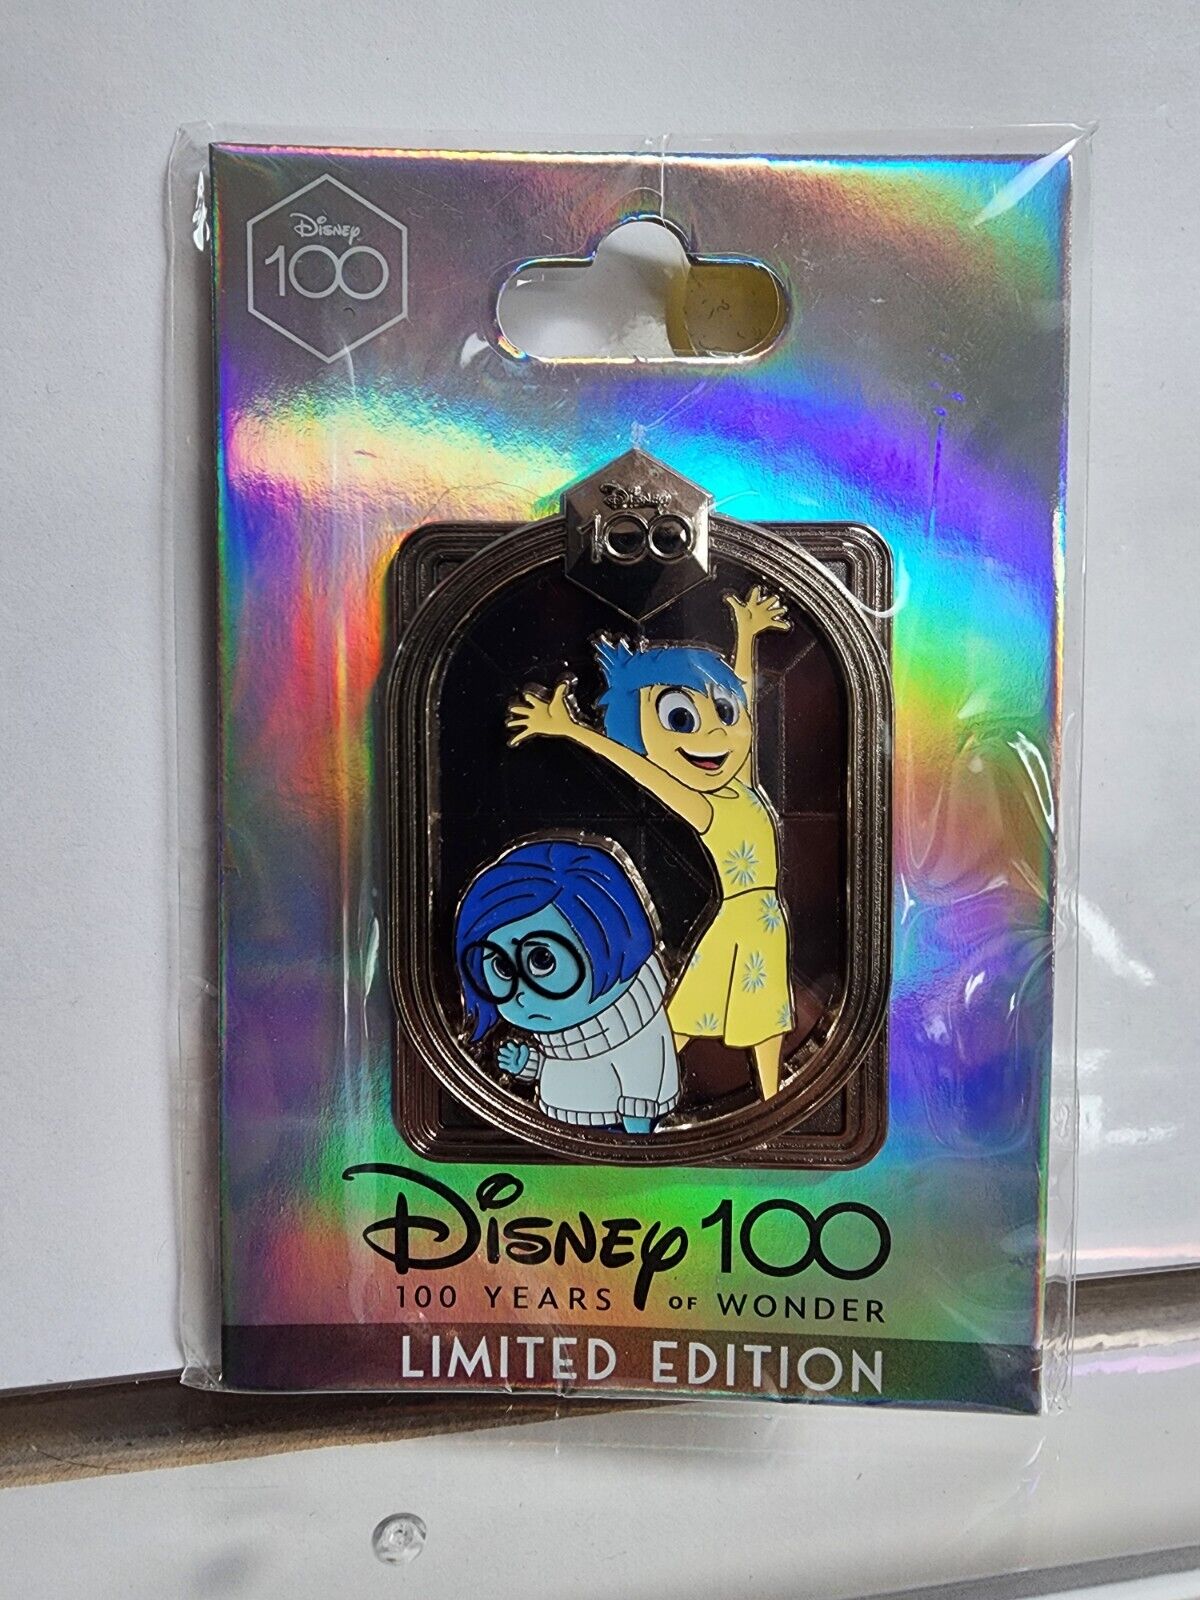 Disney
100
Disney
100
Disney 100
100 YEARS OF WONDER
LIMITED EDITION